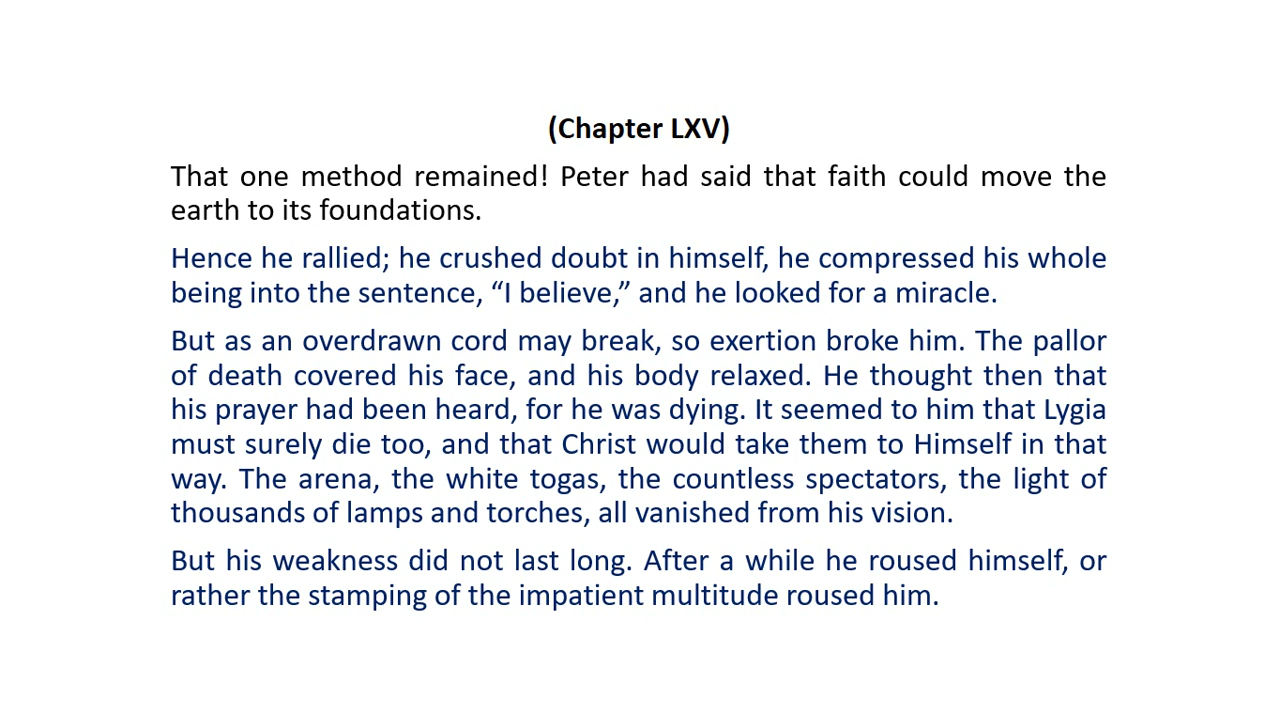 (Chapter LXV)
That one method remained! Peter had said that faith could move the
earth to its foundations.
Hence he rallied; he crushed doubt in himself, he compressed his whole
being into the sentence, “I believe,” and he looked for a miracle.
But as an overdrawn cord may break, so exertion broke him. The pallor
of death covered his face, and his body relaxed. He thought then that
his prayer had been heard, for he was dying. It seemed to him that Lygia
must surely die too, and that Christ would take them to Himself in that
way. The arena, the white togas, the countless spectators, the light of
thousands of lamps and torches, all vanished from his vision.
But his weakness did not last long. After a while he roused himself, or
rather the stamping of the impatient multitude roused him.